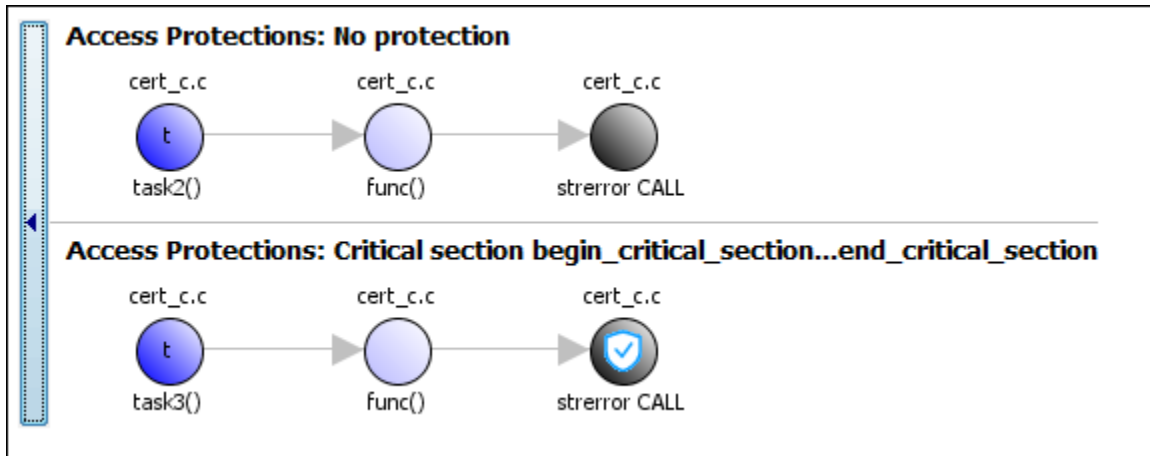 Access Protections: No protection
cert_c.c cert_c.c cert_c.c
t
task2() func() strerror CALL
Access Protections: Critical section begin_critical_section...end_critical_section
cert_c.c cert_c.c cert_c.c
t
task3() func() strerror CALL